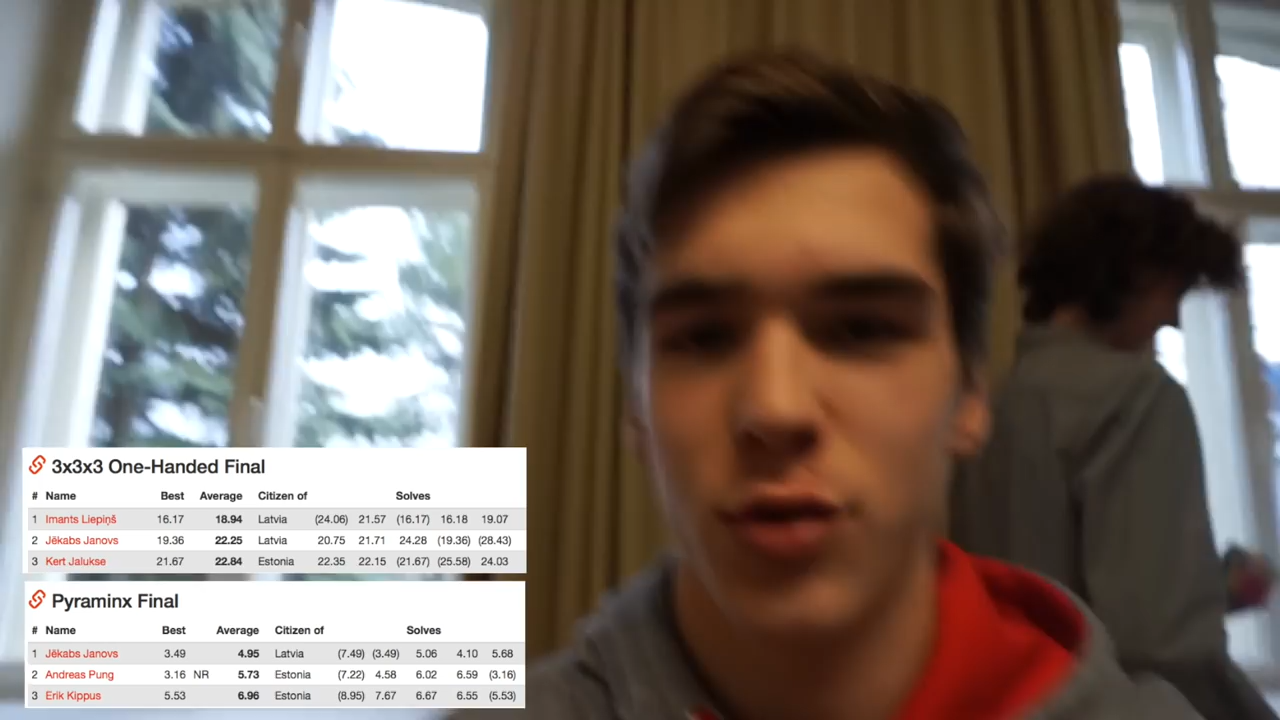 3x3x3 One-Handed Final
# Name Best Average Citizen of Solves
1 Imants Liepiņš 16.17 18.94 Latvia (24.06) 21.57 (16.17) 16.18 19.07
2 Jēkabs Janovs 19.36 22.25 Latvia 20.75 21.71 24.28 (19.36) (28.43)
3 Kert Jalukse 21.67 22.84 Estonia 22.35 22.15 (21.67) (25.58) 24.03
Pyraminx Final
# Name Best Average Citizen of Solves
1 Jēkabs Janovs 3.49 4.95 Latvia (7.49) (3.49) 5.06 4.10 5.68
2 Andreas Pung 3.16 NR 5.73 Estonia (7.22) 4.58 6.02 6.59 (3.16)
3 Erik Kippus 5.53 6.96 Estonia (8.95) 7.67 6.67 6.55 (5.53)